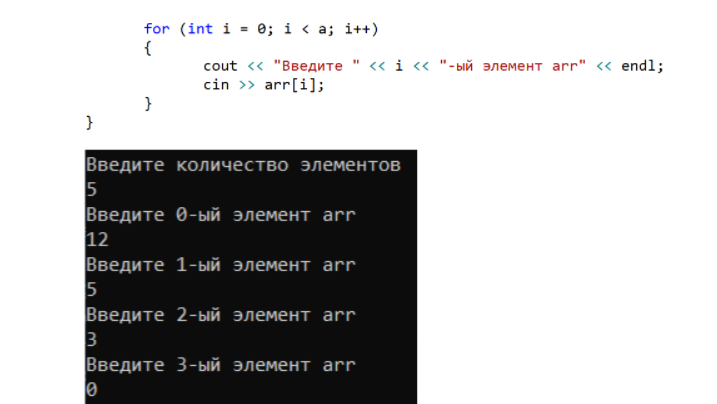 for (int i = 0; i < a; i++)
{
cout << "Введите " << i << "-ый элемент arr" << endl;
cin >> arr[i];
}
}
Введите количество элементов
5
Введите 0-ый элемент arr
12
Введите 1-ый элемент arr
5
Введите 2-ый элемент arr
3
Введите 3-ый элемент arr
0